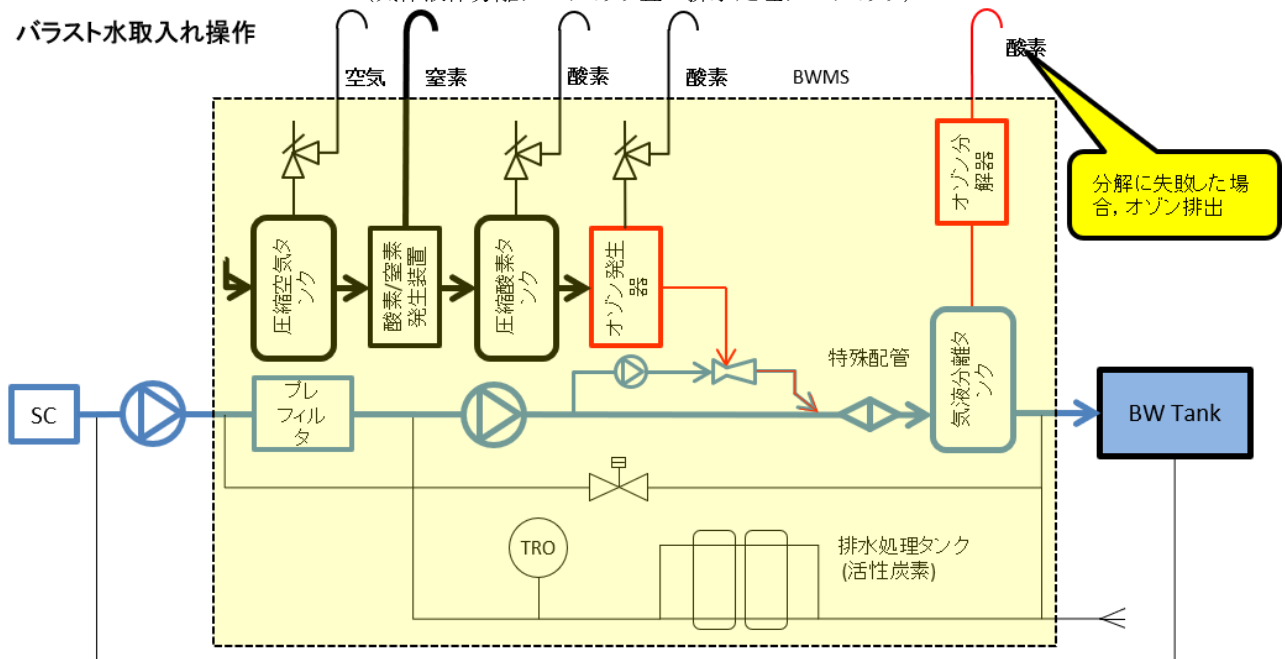 バラスト水取入れ操作
空気
窒素
酸素
酸素
BWMS
酸素
分解に失敗した場
合，オゾン排出
オゾン分
解器
圧縮空気タ
ンク
酸素/窒素
発生装置
圧縮酸素タ
ンク
オゾン発生
器
特殊配管
気液分離タ
ンク
SC
プレ
フィル
タ
BW Tank
TRO
排水処理タンク
(活性炭素)